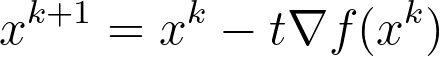 x^{k+1} = x^k − t∇f(x^k)